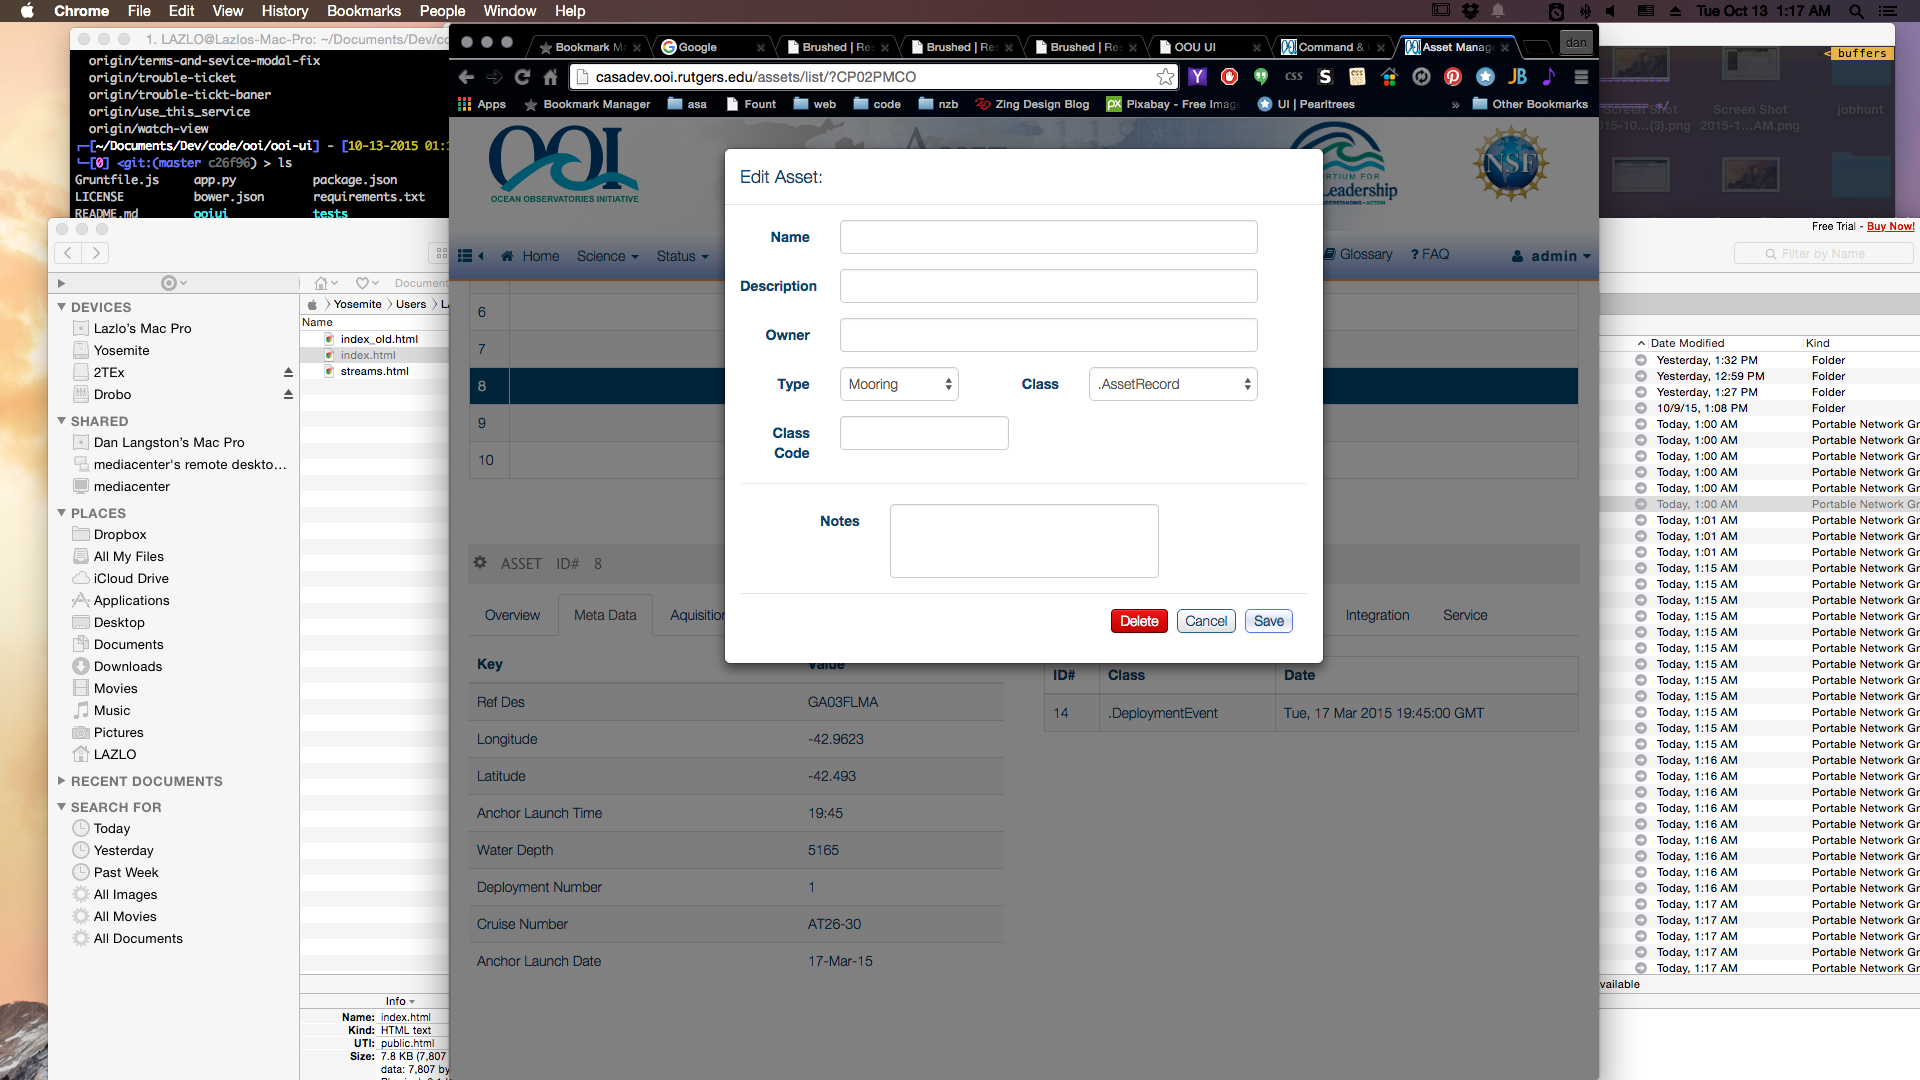 Chrome File Edit View History Bookmarks People Window Help
Tue Oct 13 1:17 AM
1. LAZLO@Lazlos-Mac-Pro: ~/Documents/Dev/co
origin/terms-and-sevice-modal-fix
origin/trouble-ticket
origin/trouble-tickt-baner
origin/use_this_service
origin/watch-view
[~/Documents/Dev/code/ooi/ooi-ui] - [10-13-2015 01:1
[0] <git:(master c26f96) > ls
Gruntfile.js app.py package.json
LICENSE bower.json requirements.txt
README.md ooiui tests
Bookmark M
Google
Brushed | Re
Brushed | Re
Brushed | Re
OOU UI
Command & C
Asset Manag
dan
casadev.ooi.rutgers.edu/assets/list/?CP02PMCO
Apps Bookmark Manager asa Fount web code nzb Zing Design Blog Pixabay - Free Imag UI | Pearltrees » Other Bookmarks
buffers
Screen Shot
Screen Shot
jobhunt
2015-1...AM.png
OOI
OCEAN OBSERVATORIES INITIATIVE
Leadership
NSF
Home Science Status
Glossary ? FAQ admin
6
7
8
9
10
Edit Asset:
Name
Description
Owner
Type Mooring Class .AssetRecord
Class
Code
Notes
Delete Cancel Save
ASSET ID# 8
Overview Meta Data Aquisition Integration Service
Key Value
Ref Des GA03FLMA
Longitude -42.9623
Latitude -42.493
Anchor Launch Time 19:45
Water Depth 5165
Deployment Number 1
Cruise Number AT26-30
Anchor Launch Date 17-Mar-15
ID# Class Date
14 .DeploymentEvent Tue, 17 Mar 2015 19:45:00 GMT
Document
Yosemite Users L
Name
index_old.html
index.html
streams.html
DEVICES
Lazlo's Mac Pro
Yosemite
2TEx
Drobo
SHARED
Dan Langston's Mac Pro
mediacenter's remote deskto...
mediacenter
PLACES
Dropbox
All My Files
iCloud Drive
Applications
Desktop
Documents
Downloads
Movies
Music
Pictures
LAZLO
RECENT DOCUMENTS
SEARCH FOR
Today
Yesterday
Past Week
All Images
All Movies
All Documents
Info
Name: index.html
Kind: HTML text
UTI: public.html
Size: 7.8 KB (7,807
data: 7,807 by
Free Trial - Buy Now!
Filter by Name
Date Modified Kind
Yesterday, 1:32 PM Folder
Yesterday, 12:59 PM Folder
Yesterday, 1:27 PM Folder
10/9/15, 1:08 PM Folder
Today, 1:00 AM Portable Network Gr
Today, 1:00 AM Portable Network Gr
Today, 1:00 AM Portable Network Gr
Today, 1:00 AM Portable Network Gr
Today, 1:00 AM Portable Network Gr
Today, 1:00 AM Portable Network Gr
Today, 1:01 AM Portable Network Gr
Today, 1:01 AM Portable Network Gr
Today, 1:01 AM Portable Network Gr
Today, 1:15 AM Portable Network Gr
Today, 1:15 AM Portable Network Gr
Today, 1:15 AM Portable Network Gr
Today, 1:15 AM Portable Network Gr
Today, 1:15 AM Portable Network Gr
Today, 1:15 AM Portable Network Gr
Today, 1:15 AM Portable Network Gr
Today, 1:15 AM Portable Network Gr
Today, 1:15 AM Portable Network Gr
Today, 1:15 AM Portable Network Gr
Today, 1:15 AM Portable Network Gr
Today, 1:15 AM Portable Network Gr
Today, 1:16 AM Portable Network Gr
Today, 1:16 AM Portable Network Gr
Today, 1:16 AM Portable Network Gr
Today, 1:16 AM Portable Network Gr
Today, 1:16 AM Portable Network Gr
Today, 1:16 AM Portable Network Gr
Today, 1:16 AM Portable Network Gr
Today, 1:16 AM Portable Network Gr
Today, 1:17 AM Portable Network Gr
Today, 1:17 AM Portable Network Gr
Today, 1:17 AM Portable Network Gr
Today, 1:17 AM Portable Network Gr
Today, 1:17 AM Portable Network Gr
vailable